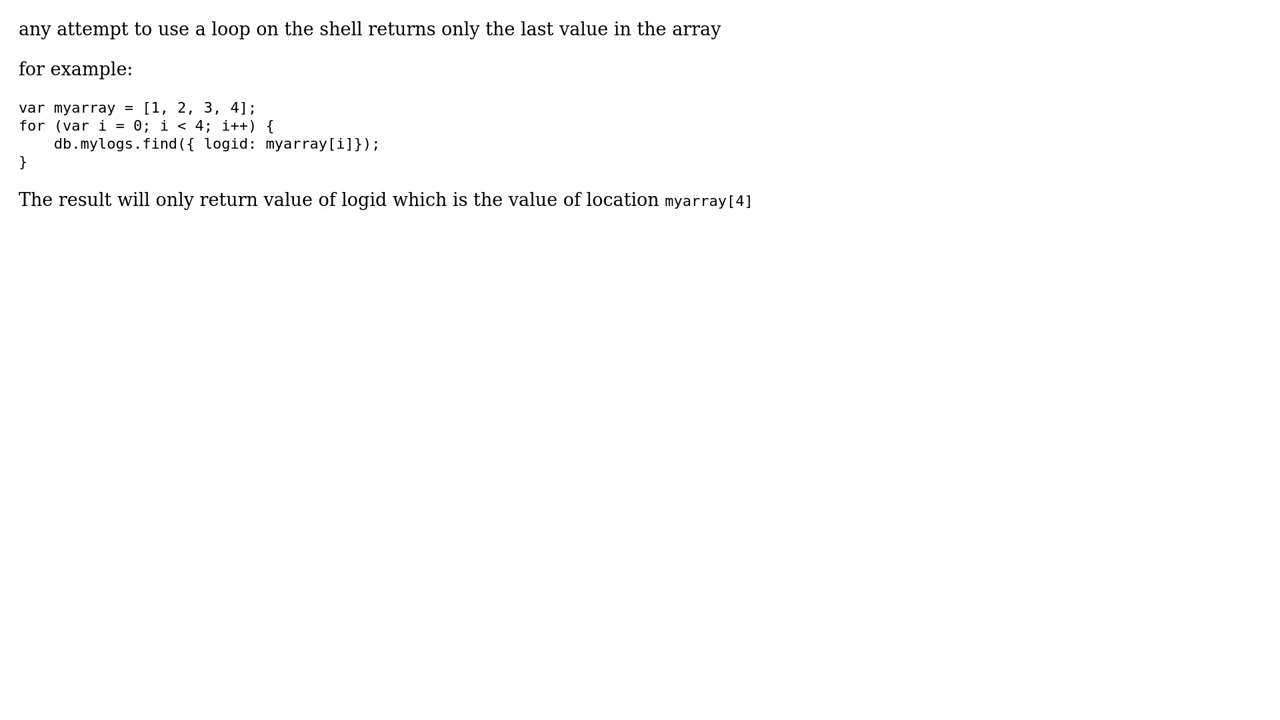 any attempt to use a loop on the shell returns only the last value in the array
for example:
var myarray = [1, 2, 3, 4];
for (var i = 0; i < 4; i++) {
    db.mylogs.find({ logid: myarray[i]});
}
The result will only return value of logid which is the value of location myarray[4]